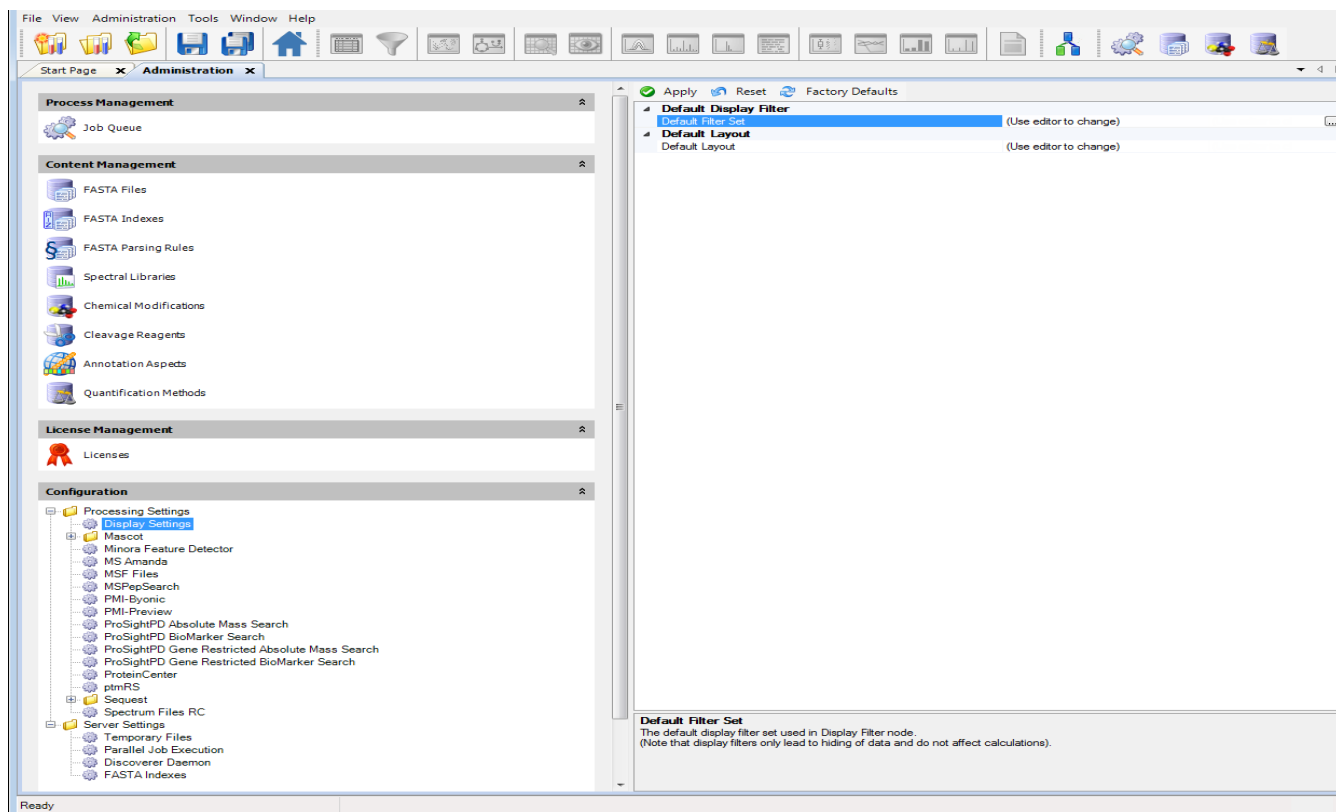 File View Administration Tools Window Help
Start Page x Administration x
Process Management
Job Queue
Content Management
FASTA Files
FASTA Indexes
FASTA Parsing Rules
Spectral Libraries
Chemical Modifications
Cleavage Reagents
Annotation Aspects
Quantification Methods
License Management
Licenses
Configuration
Processing Settings
Display Settings
Mascot
Minora Feature Detector
MS Amanda
MSF Files
MSPepSearch
PMI-Byonic
PMI-Preview
ProSightPD Absolute Mass Search
ProSightPD BioMarker Search
ProSightPD Gene Restricted Absolute Mass Search
ProSightPD Gene Restricted BioMarker Search
ProteinCenter
ptmRS
Sequest
Spectrum Files RC
Server Settings
Temporary Files
Parallel Job Execution
Discoverer Daemon
FASTA Indexes
Apply Reset Factory Defaults
Default Display Filter
Default Filter Set (Use editor to change) ...
Default Layout
Default Layout (Use editor to change)
Default Filter Set
The default display filter set used in Display Filter node.
(Note that display filters only lead to hiding of data and do not affect calculations).
Ready